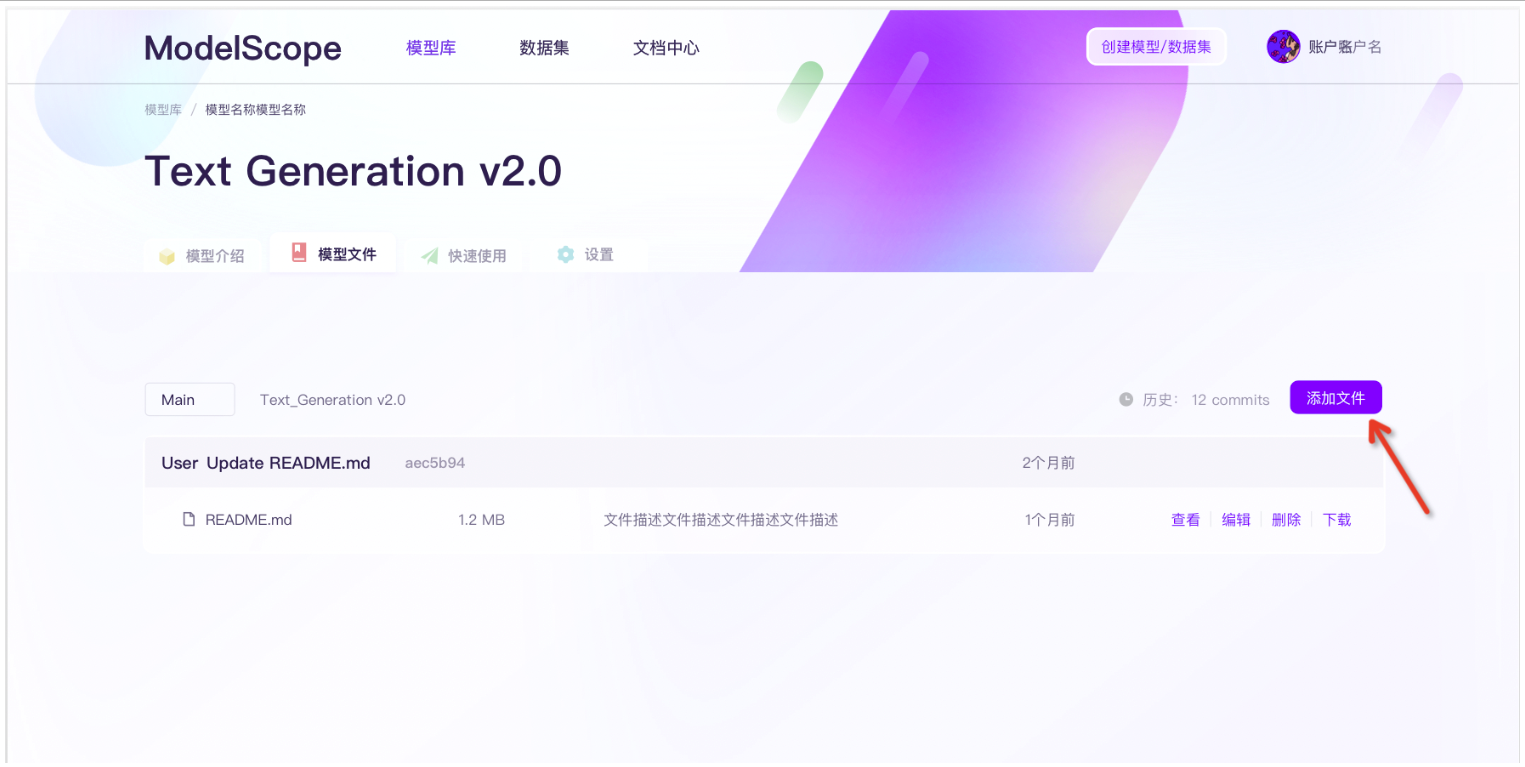 ModelScope 模型库 数据集 文档中心 创建模型/数据集 账户名户名
模型库 / 模型名称模型名称
Text Generation v2.0
模型介绍 模型文件 快速使用 设置
Main Text_Generation v2.0 历史: 12 commits 添加文件
User Update README.md aec5b94 2个月前
README.md 1.2 MB 文件描述文件描述文件描述文件描述 1个月前 查看 编辑 删除 下载